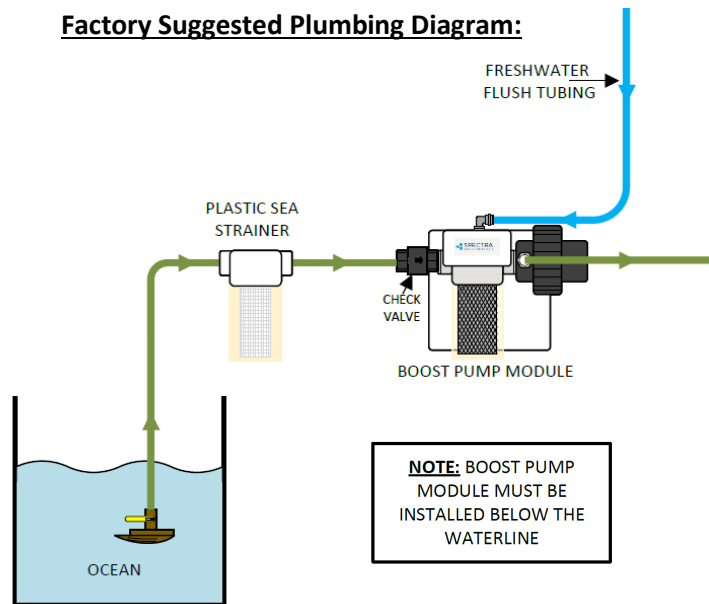 Factory Suggested Plumbing Diagram:
FRESHWATER
FLUSH TUBING
PLASTIC SEA
STRAINER
SPECTRA
CHECK
VALVE
BOOST PUMP MODULE
NOTE: BOOST PUMP
MODULE MUST BE
INSTALLED BELOW THE
WATERLINE
OCEAN